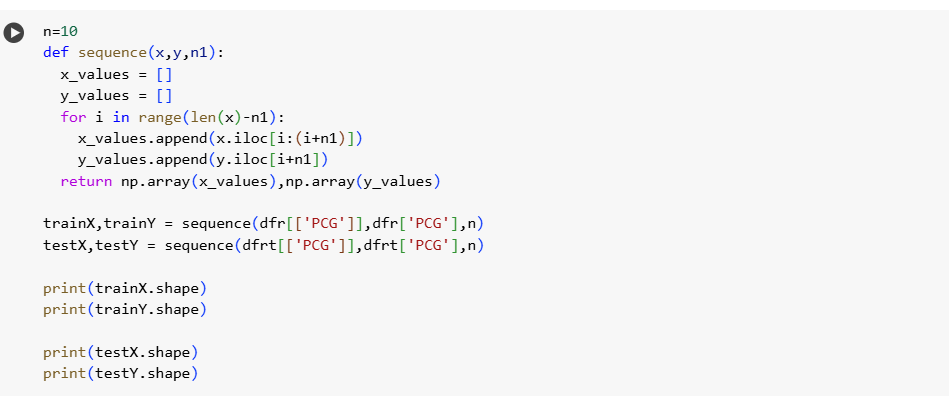 n=10
def sequence(x,y,n1):
  x_values = []
  y_values = []
  for i in range(len(x)-n1):
    x_values.append(x.iloc[i:(i+n1)])
    y_values.append(y.iloc[i+n1])
  return np.array(x_values),np.array(y_values)

trainX,trainY = sequence(dfr[['PCG']],dfr['PCG'],n)
testX,testY = sequence(dfrt[['PCG']],dfrt['PCG'],n)

print(trainX.shape)
print(trainY.shape)

print(testX.shape)
print(testY.shape)